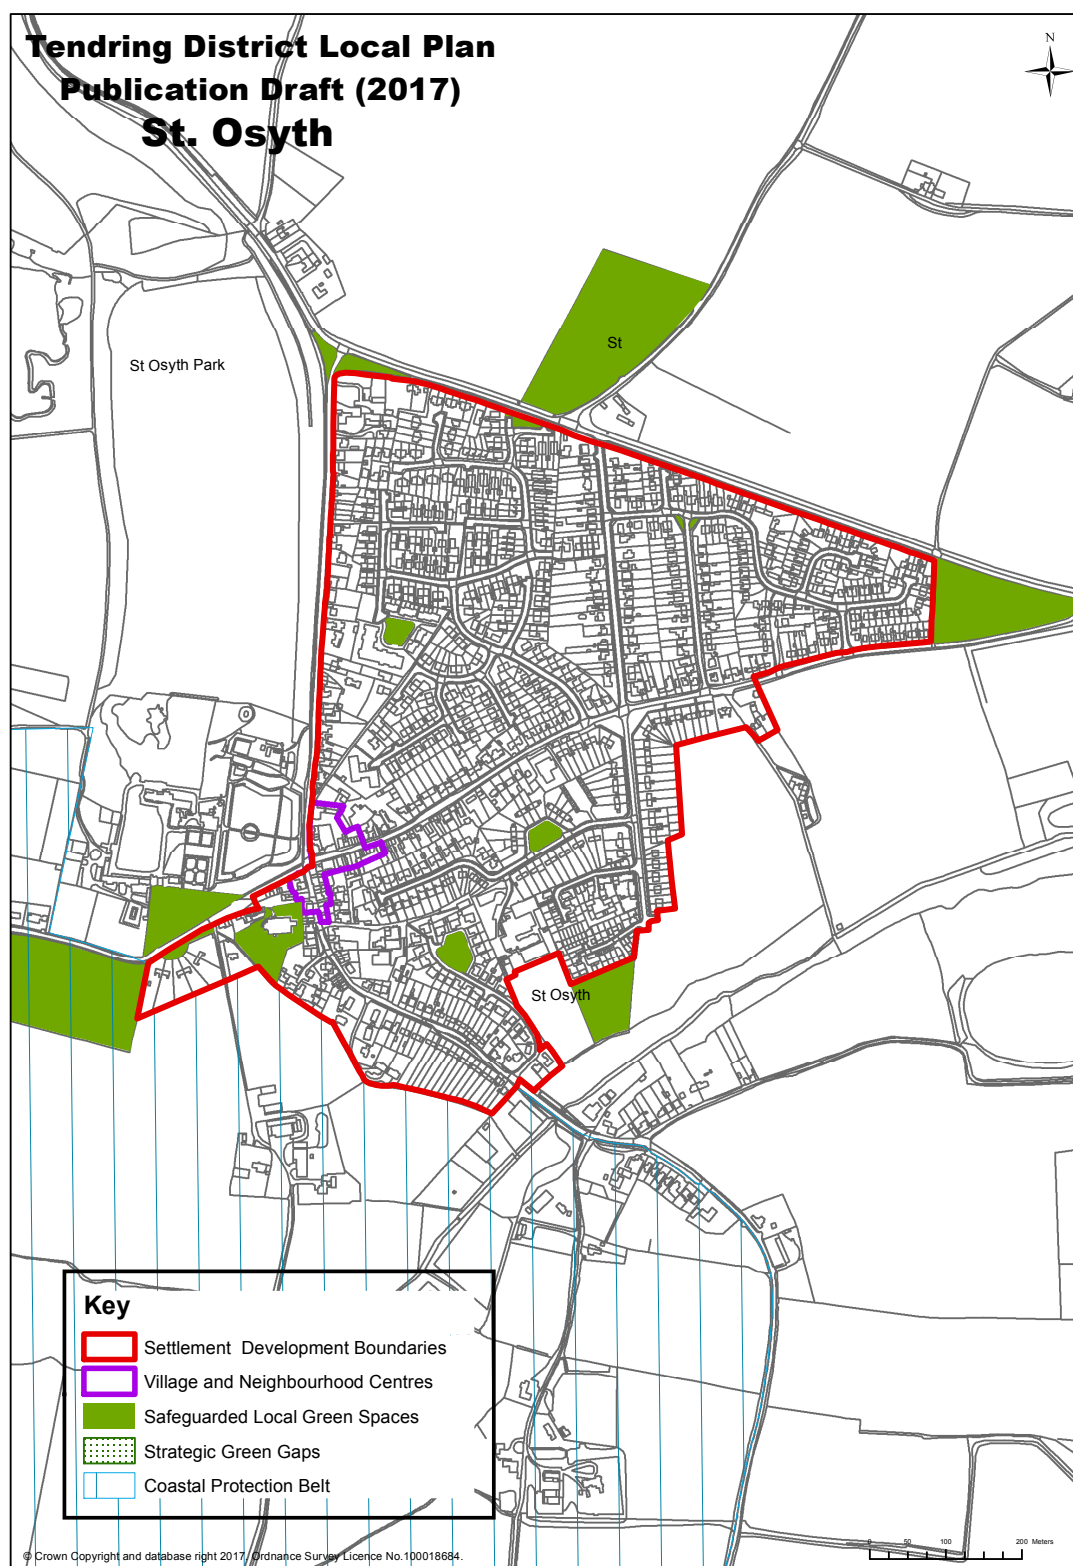 Tendring District Local Plan
Publication Draft (2017)
St. Osyth
N
St
St Osyth Park
St Osyth
Key
Settlement Development Boundaries
Village and Neighbourhood Centres
Safeguarded Local Green Spaces
Strategic Green Gaps
Coastal Protection Belt
0 50 100 200 Meters
© Crown Copyright and database right 2017. Ordnance Survey Licence No.100018684.